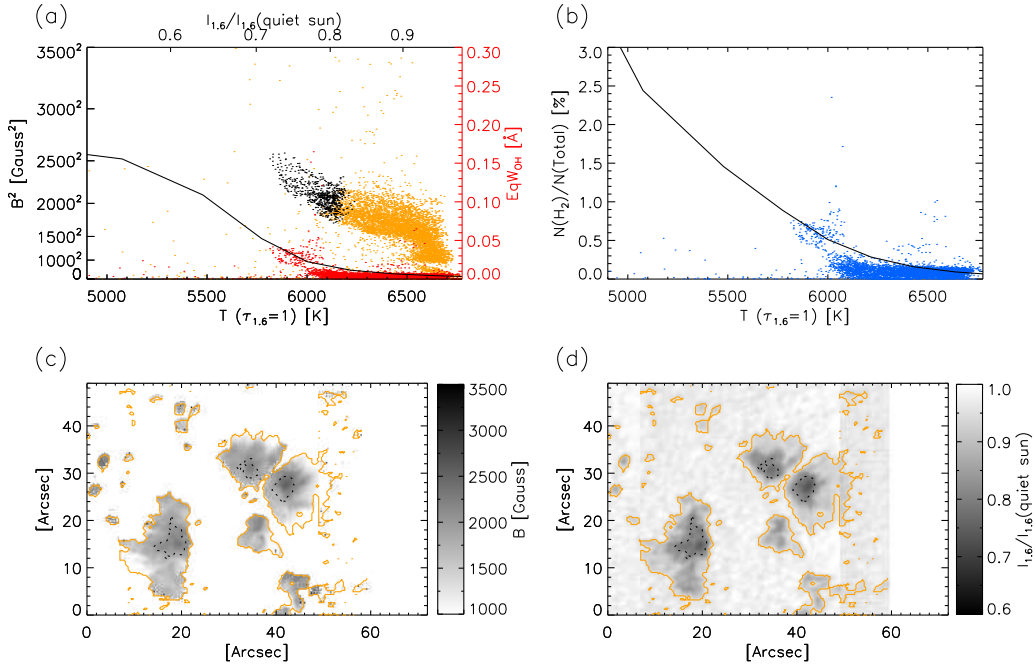 (a)
I1.6/I1.6(quiet sun)
0.6 0.7 0.8 0.9
B² [Gauss²]
3500²
3000²
2500²
2000²
1500²
1000²
0
0.30
0.25
0.20
0.15
0.10
0.05
0.00
EqWOH [Å]
5000 5500 6000 6500
T (τ1.6=1) [K]
(b)
N(H2)/N(Total) [%]
3.0
2.5
2.0
1.5
1.0
0.5
0.0
5000 5500 6000 6500
T (τ1.6=1) [K]
(c)
[Arcsec]
40
30
20
10
0
0 20 40 60
[Arcsec]
3500
3000
2500
2000
1500
1000
B [Gauss]
(d)
[Arcsec]
40
30
20
10
0
0 20 40 60
[Arcsec]
1.0
0.9
0.8
0.7
0.6
I1.6/I1.6(quiet sun)